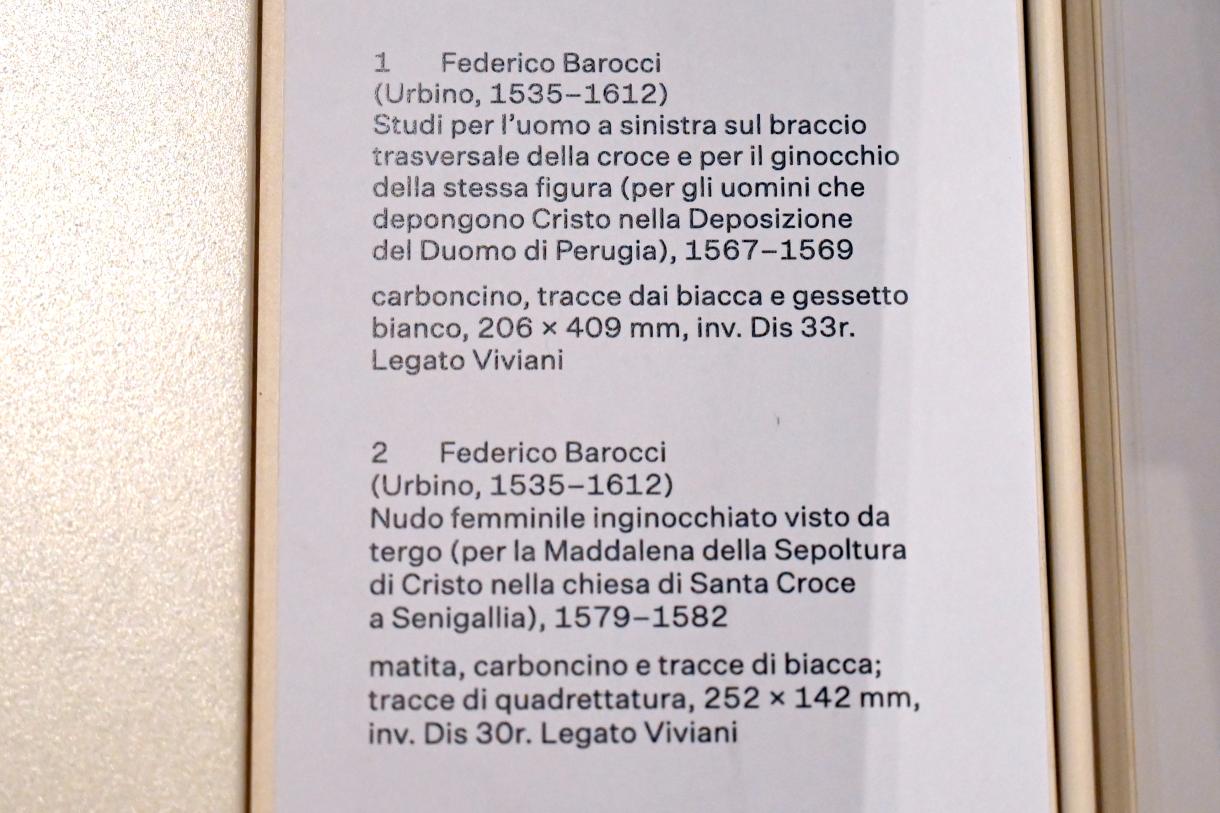 1 Federico Barocci
(Urbino, 1535–1612)
Studi per l’uomo a sinistra sul braccio
trasversale della croce e per il ginocchio
della stessa figura (per gli uomini che
depongono Cristo nella Deposizione
del Duomo di Perugia), 1567–1569
carboncino, tracce dai biacca e gessetto
bianco, 206 × 409 mm, inv. Dis 33r.
Legato Viviani
2 Federico Barocci
(Urbino, 1535–1612)
Nudo femminile inginocchiato visto da
tergo (per la Maddalena della Sepoltura
di Cristo nella chiesa di Santa Croce
a Senigallia), 1579–1582
matita, carboncino e tracce di biacca;
tracce di quadrettatura, 252 × 142 mm,
inv. Dis 30r. Legato Viviani